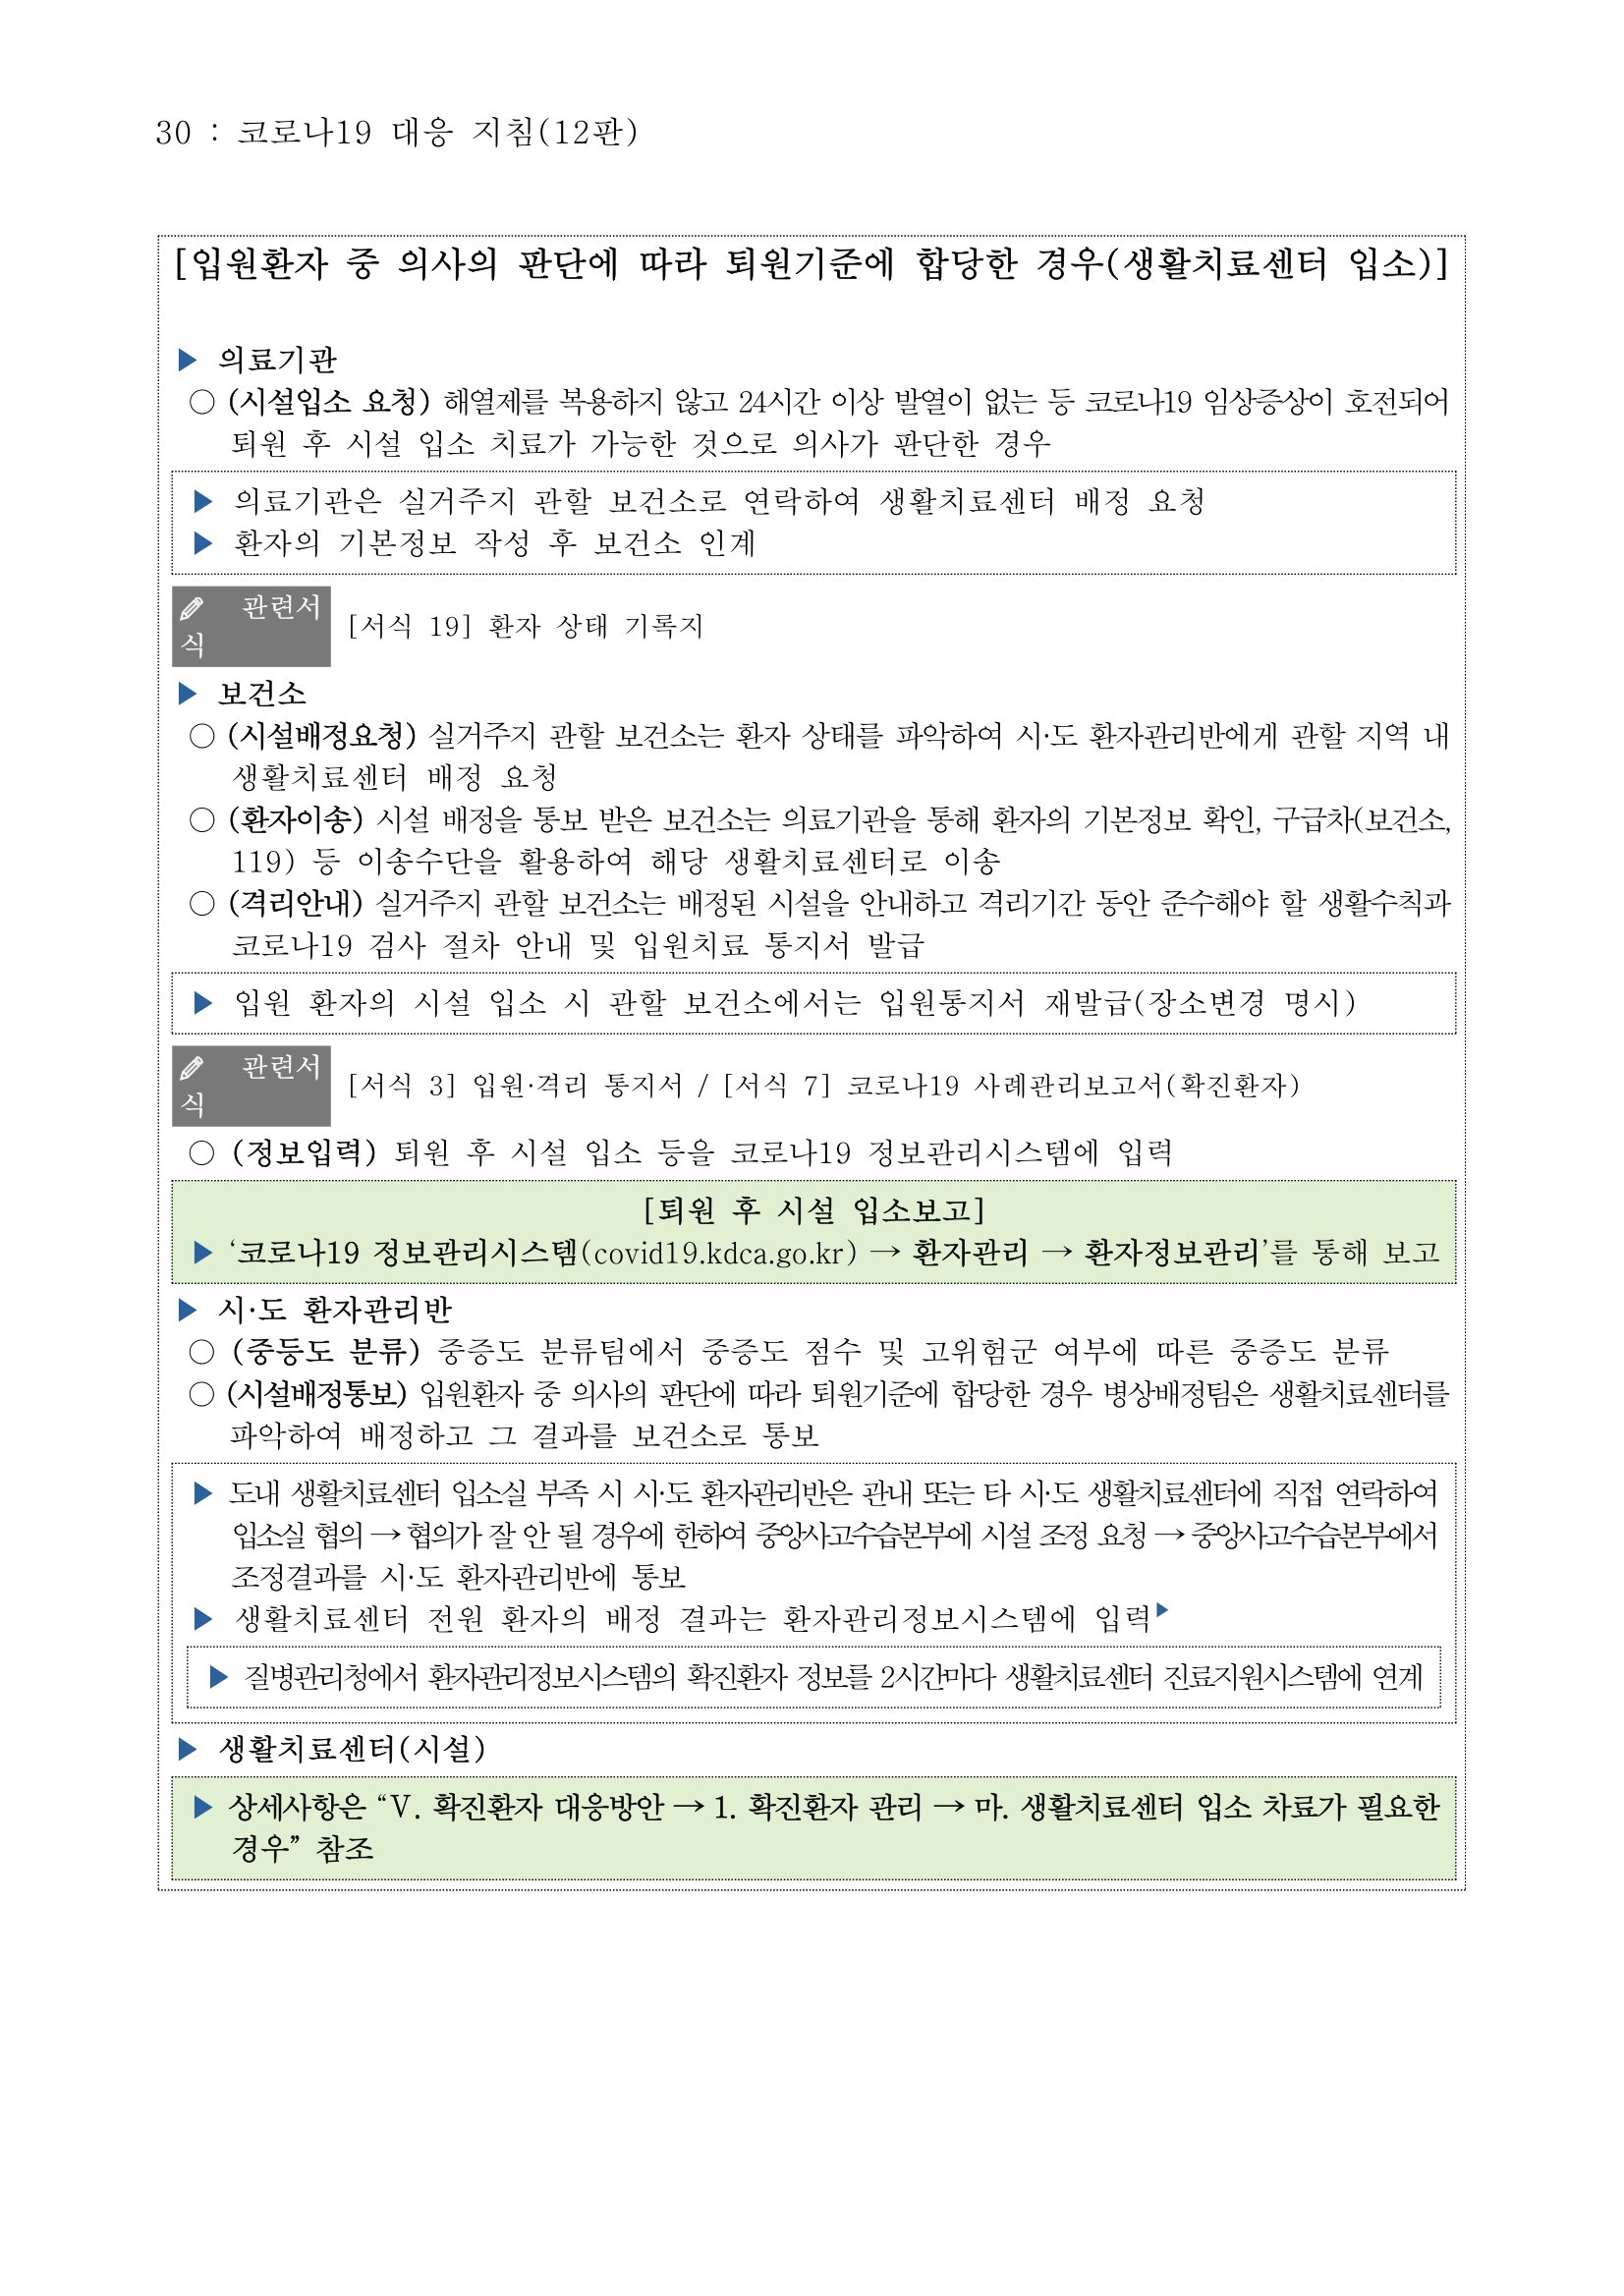 30 : 코로나19 대응 지침(12판)
[입원환자 중 의사의 판단에 따라 퇴원기준에 합당한 경우(생활치료센터 입소)]
▶ 의료기관
○ (시설입소 요청) 해열제를 복용하지 않고 24시간 이상 발열이 없는 등 코로나19 임상증상이 호전되어
퇴원 후 시설 입소 치료가 가능한 것으로 의사가 판단한 경우
▶ 의료기관은 실거주지 관할 보건소로 연락하여 생활치료센터 배정 요청
▶ 환자의 기본정보 작성 후 보건소 인계
관련서
식
[서식 19] 환자 상태 기록지
▶ 보건소
○ (시설배정요청) 실거주지 관할 보건소는 환자 상태를 파악하여 시·도 환자관리반에게 관할 지역 내
생활치료센터 배정 요청
○ (환자이송) 시설 배정을 통보 받은 보건소는 의료기관을 통해 환자의 기본정보 확인, 구급차(보건소,
119) 등 이송수단을 활용하여 해당 생활치료센터로 이송
○ (격리안내) 실거주지 관할 보건소는 배정된 시설을 안내하고 격리기간 동안 준수해야 할 생활수칙과
코로나19 검사 절차 안내 및 입원치료 통지서 발급
▶ 입원 환자의 시설 입소 시 관할 보건소에서는 입원통지서 재발급(장소변경 명시)
관련서
식
[서식 3] 입원·격리 통지서 / [서식 7] 코로나19 사례관리보고서(확진환자)
○ (정보입력) 퇴원 후 시설 입소 등을 코로나19 정보관리시스템에 입력
[퇴원 후 시설 입소보고]
▶ ‘코로나19 정보관리시스템(covid19.kdca.go.kr) → 환자관리 → 환자정보관리’를 통해 보고
▶ 시·도 환자관리반
○ (중등도 분류) 중증도 분류팀에서 중증도 점수 및 고위험군 여부에 따른 중증도 분류
○ (시설배정통보) 입원환자 중 의사의 판단에 따라 퇴원기준에 합당한 경우 병상배정팀은 생활치료센터를
파악하여 배정하고 그 결과를 보건소로 통보
▶ 도내 생활치료센터 입소실 부족 시 시·도 환자관리반은 관내 또는 타 시·도 생활치료센터에 직접 연락하여
입소실 협의 → 협의가 잘 안 될 경우에 한하여 중앙사고수습본부에 시설 조정 요청 → 중앙사고수습본부에서
조정결과를 시·도 환자관리반에 통보
▶ 생활치료센터 전원 환자의 배정 결과는 환자관리정보시스템에 입력▶
▶ 질병관리청에서 환자관리정보시스템의 확진환자 정보를 2시간마다 생활치료센터 진료지원시스템에 연계
▶ 생활치료센터(시설)
▶ 상세사항은 “Ⅴ. 확진환자 대응방안 → 1. 확진환자 관리 → 마. 생활치료센터 입소 차료가 필요한
경우” 참조